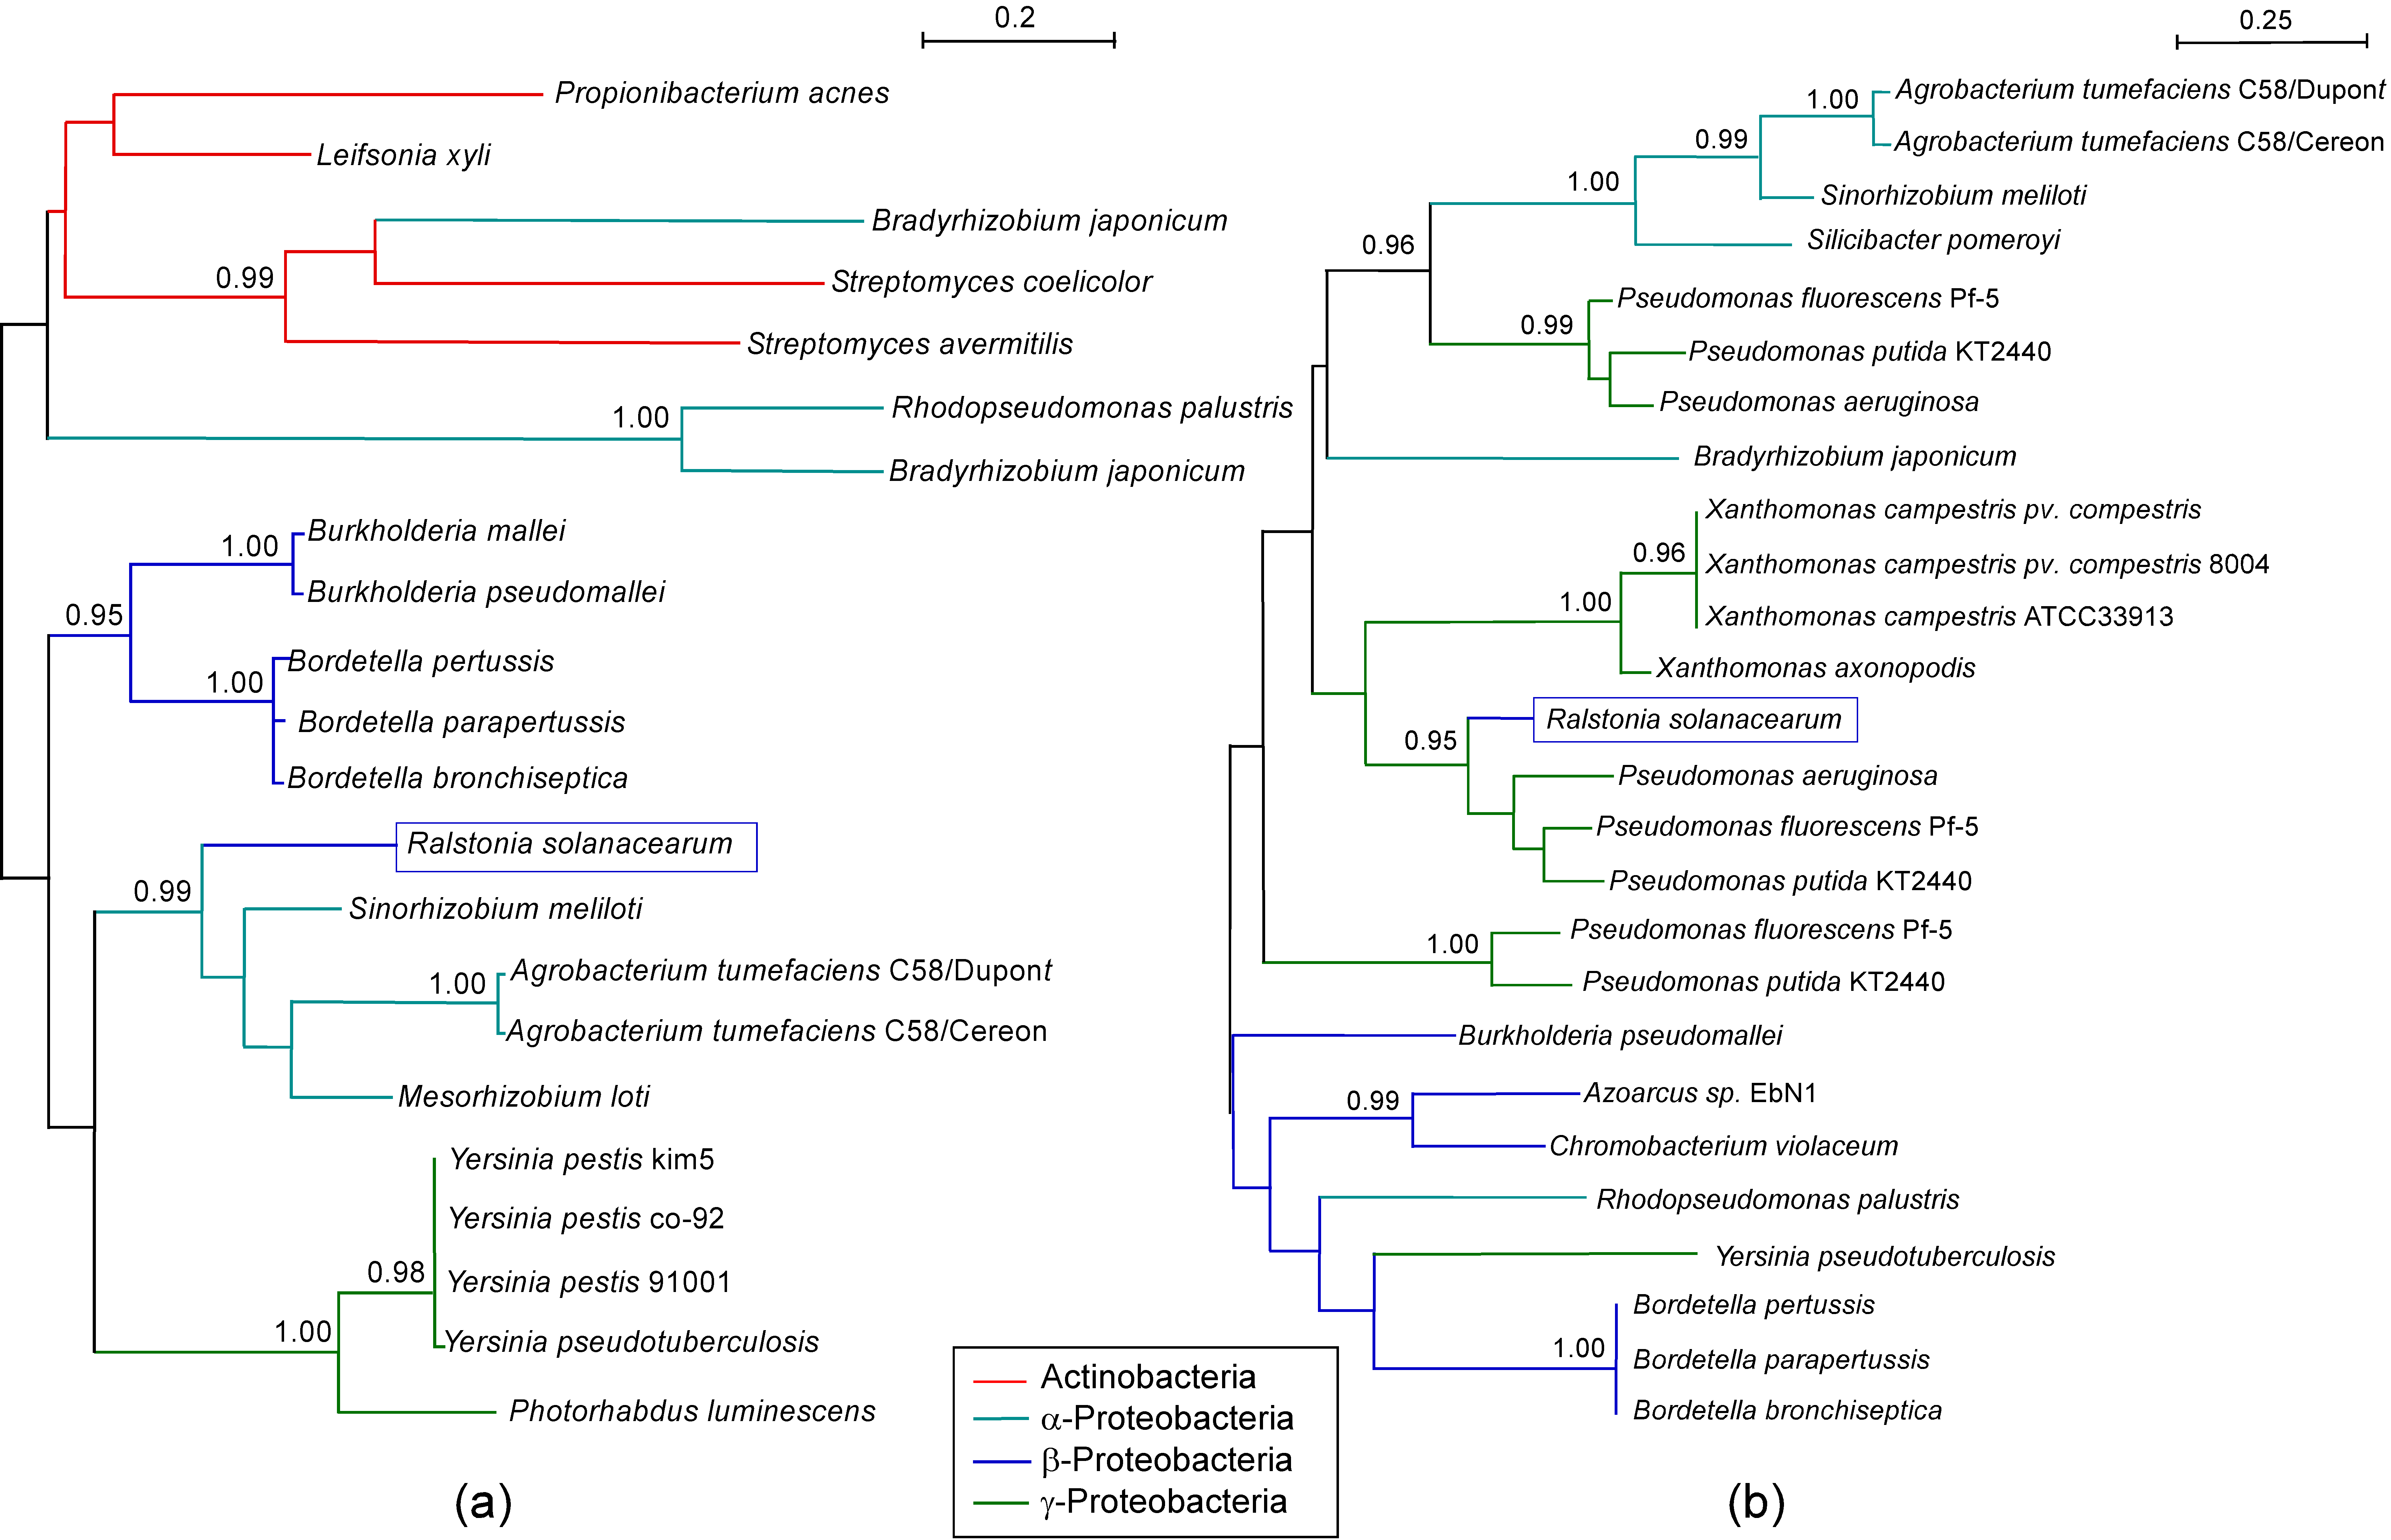 0.2
Propionibacterium acnes
Leifsonia xyli
Bradyrhizobium japonicum
0.99
Streptomyces coelicolor
Streptomyces avermitilis
1.00
Rhodopseudomonas palustris
Bradyrhizobium japonicum
Burkholderia mallei
1.00
Burkholderia pseudomallei
0.95
Bordetella pertussis
1.00
Bordetella parapertussis
Bordetella bronchiseptica
Ralstonia solanacearum
0.99
Sinorhizobium meliloti
Agrobacterium tumefaciens C58/Dupont
1.00
Agrobacterium tumefaciens C58/Cereon
Mesorhizobium loti
Yersinia pestis kim5
Yersinia pestis co-92
0.98
Yersinia pestis 91001
1.00
Yersinia pseudotuberculosis
Photorhabdus luminescens
(a)
Actinobacteria
α-Proteobacteria
β-Proteobacteria
γ-Proteobacteria
0.25
Agrobacterium tumefaciens C58/Dupont
1.00
Agrobacterium tumefaciens C58/Cereon
0.99
1.00
Sinorhizobium meliloti
Silicibacter pomeroyi
0.96
Pseudomonas fluorescens Pf-5
0.99
Pseudomonas putida KT2440
Pseudomonas aeruginosa
Bradyrhizobium japonicum
Xanthomonas campestris pv. compestris
0.96
Xanthomonas campestris pv. compestris 8004
1.00
Xanthomonas campestris ATCC33913
Xanthomonas axonopodis
Ralstonia solanacearum
0.95
Pseudomonas aeruginosa
Pseudomonas fluorescens Pf-5
Pseudomonas putida KT2440
Pseudomonas fluorescens Pf-5
1.00
Pseudomonas putida KT2440
Burkholderia pseudomallei
Azoarcus sp. EbN1
0.99
Chromobacterium violaceum
Rhodopseudomonas palustris
Yersinia pseudotuberculosis
Bordetella pertussis
1.00
Bordetella parapertussis
Bordetella bronchiseptica
(b)